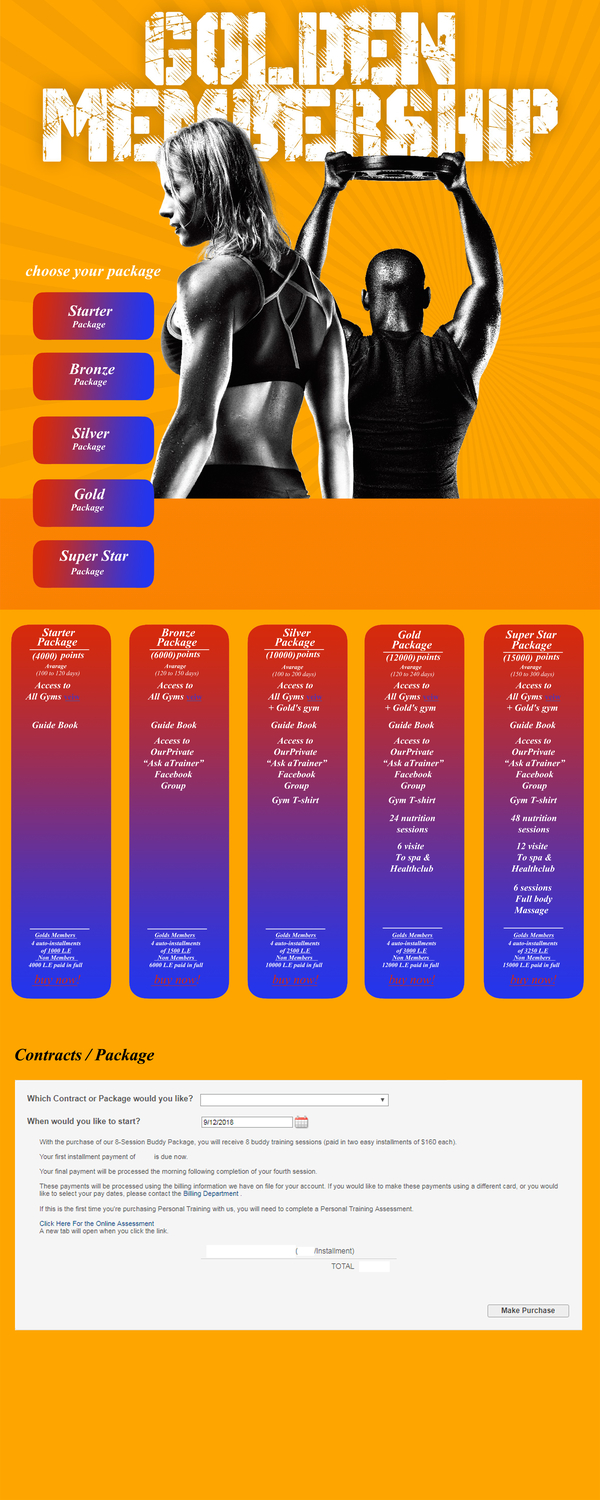 GOLDEN
MEMBERSHIP
choose your package
Starter
Package
Bronze
Package
Silver
Package
Gold
Package
Super Star
Package
Starter
Package
(4000) points
Avarage
(100 to 120 days)
Access to
All Gyms
Guide Book
Golds Members
4 auto-installments
of 1000 L.E
Non Members
4000 L.E paid in full
buy now!
Bronze
Package
(6000) points
Avarage
(120 to 150 days)
Access to
All Gyms
Guide Book
Access to
OurPrivate
“Ask aTrainer”
Facebook
Group
Golds Members
4 auto-installments
of 1500 L.E
Non Members
6000 L.E paid in full
buy now!
Silver
Package
(10000) points
Avarage
(100 to 200 days)
Access to
All Gyms
+ Gold's gym
Guide Book
Access to
OurPrivate
“Ask aTrainer”
Facebook
Group
Gym T-shirt
Golds Members
4 auto-installments
of 2500 L.E
Non Members
10000 L.E paid in full
buy now!
Gold
Package
(12000) points
Avarage
(120 to 240 days)
Access to
All Gyms
+ Gold's gym
Guide Book
Access to
OurPrivate
“Ask aTrainer”
Facebook
Group
Gym T-shirt
24 nutrition
sessions
6 visite
To spa &
Healthclub
Golds Members
4 auto-installments
of 3000 L.E
Non Members
12000 L.E paid in full
buy now!
Super Star
Package
(15000) points
Avarage
(150 to 300 days)
Access to
All Gyms
+ Gold's gym
Guide Book
Access to
OurPrivate
“Ask aTrainer”
Facebook
Group
Gym T-shirt
48 nutrition
sessions
12 visite
To spa &
Healthclub
6 sessions
Full body
Massage
Golds Members
4 auto-installments
of 3250 L.E
Non Members
15000 L.E paid in full
buy now!
Contracts / Package
Which Contract or Package would you like?
When would you like to start? 9/12/2016
With the purchase of our 8-Session Buddy Package, you will receive 8 buddy training sessions (paid in two easy installments of $160 each).
Your first installment payment of is due now.
Your final payment will be processed the morning following completion of your fourth session.
These payments will be processed using the billing information we have on file for your account. If you would like to make these payments using a different card, or you would
like to select your pay dates, please contact the Billing Department .
If this is the first time you're purchasing Personal Training with us, you will need to complete a Personal Training Assessment.
Click Here For the Online Assessment
A new tab will open when you click the link.
( /Installment)
TOTAL
Make Purchase